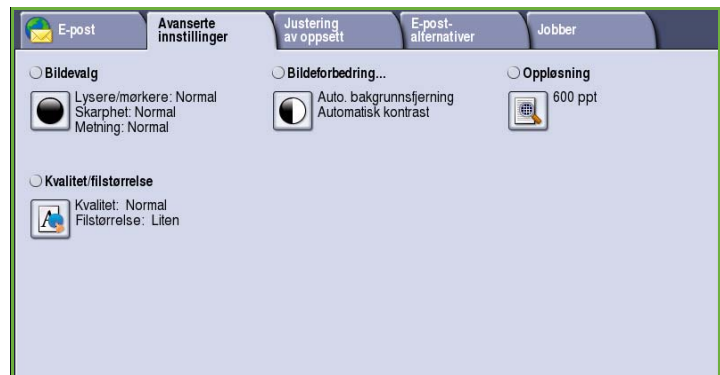 E-post
Avanserte
innstillinger
Justering
av oppsett
E-post-
alternativer
Jobber
Bildevalg
Lysere/mørkere: Normal
Skarphet: Normal
Metning: Normal
Bildeforbedring...
Auto. bakgrunnsfjerning
Automatisk kontrast
Oppløsning
600 ppt
Kvalitet/filstørrelse
Kvalitet: Normal
Filstørrelse: Liten